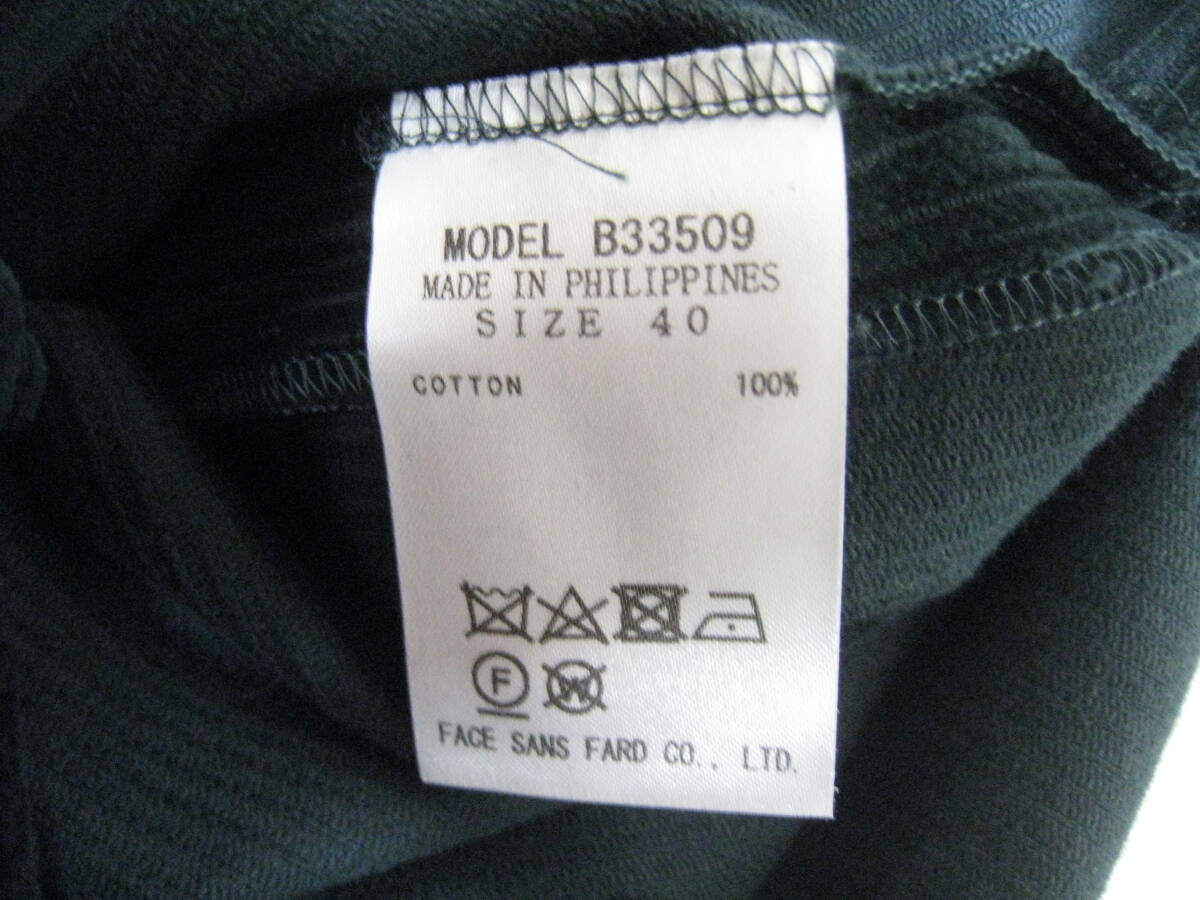 MODEL B33509
MADE IN PHILIPPINES
SIZE 40
COTTON 100%
F W
FACE SANS FARD CO., LTD.